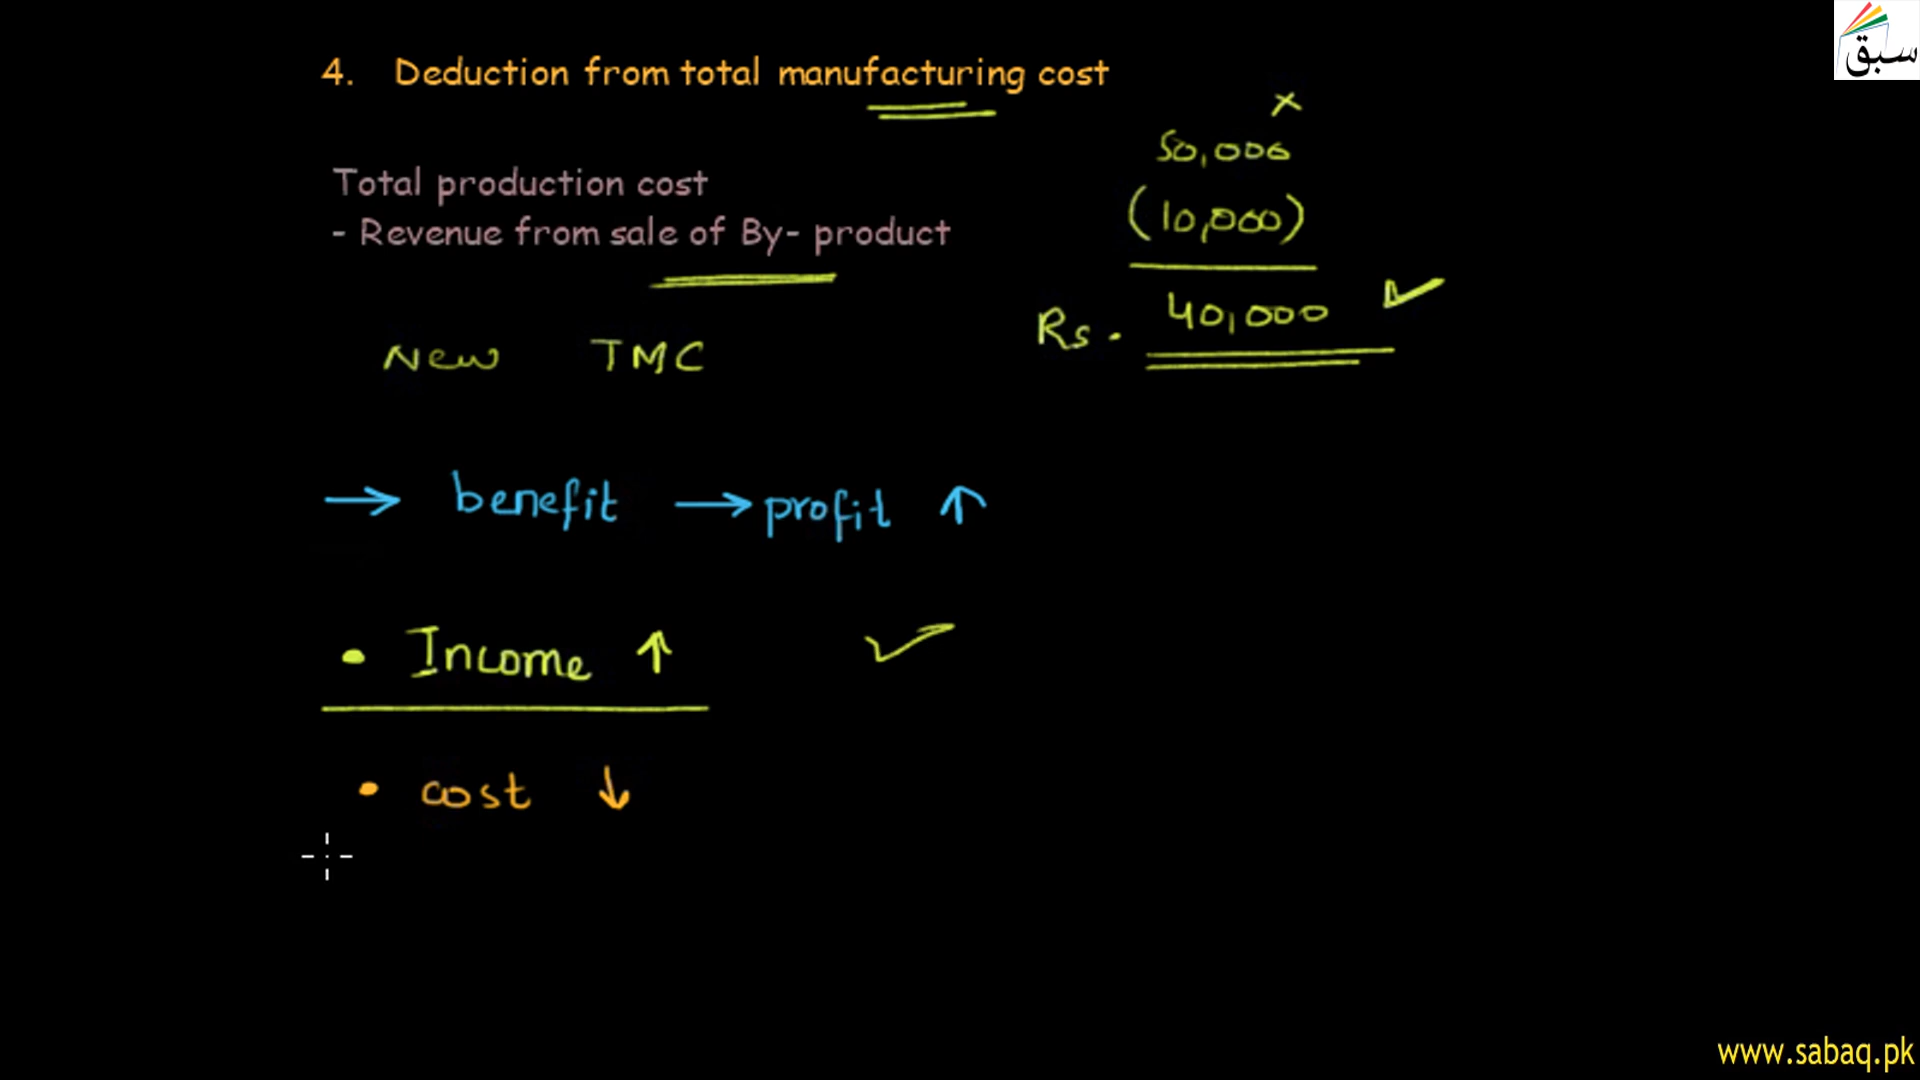 سبق
4. Deduction from total manufacturing cost
x
Total production cost 50,000
- Revenue from sale of By- product (10,000)
New TMC Rs. 40,000 ✓
→ benefit → profit ↑
• Income ↑ ✓
• cost ↓
www.sabaq.pk